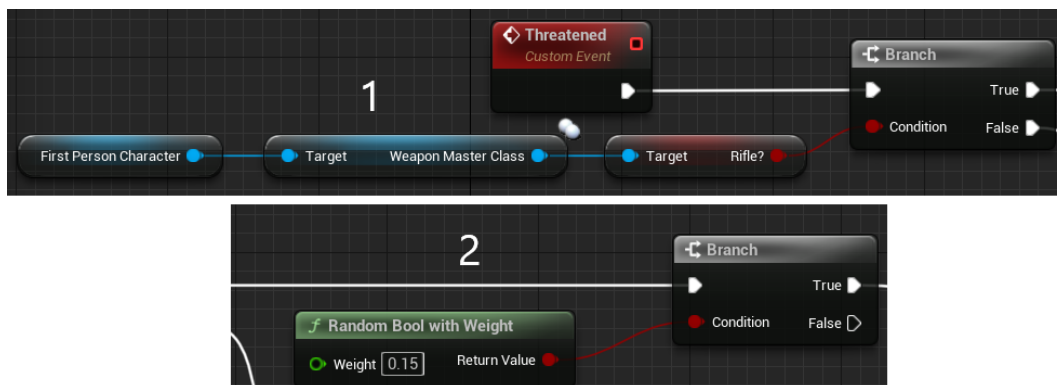 Threatened
Custom Event
Branch
1
True
First Person Character
Target
Weapon Master Class
Target
Rifle?
Condition
False
2
Branch
True
Condition
False
f Random Bool with Weight
Weight 0.15
Return Value